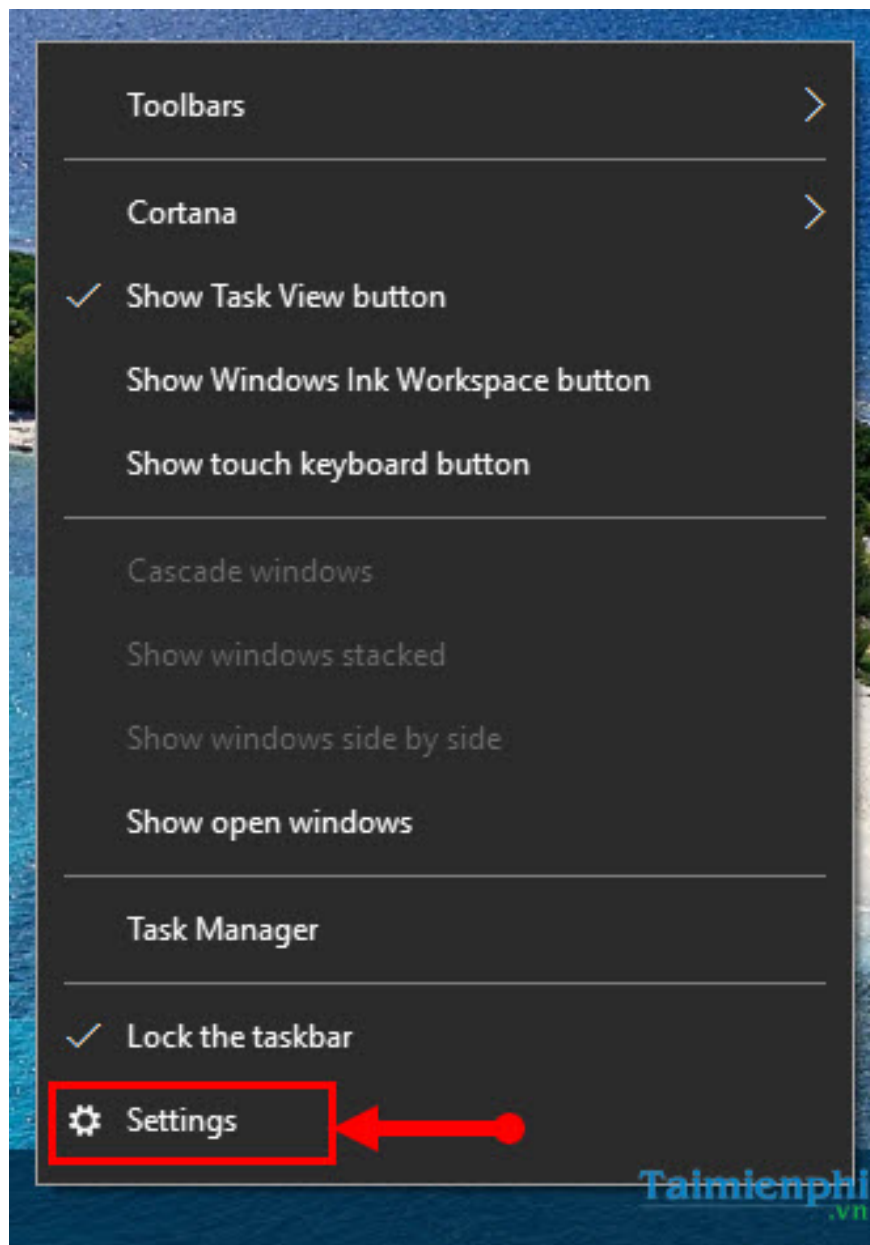 Toolbars
Cortana
Show Task View button
Show Windows Ink Workspace button
Show touch keyboard button
Cascade windows
Show windows stacked
Show windows side by side
Show open windows
Task Manager
Lock the taskbar
Settings
Taimienphi
.vn